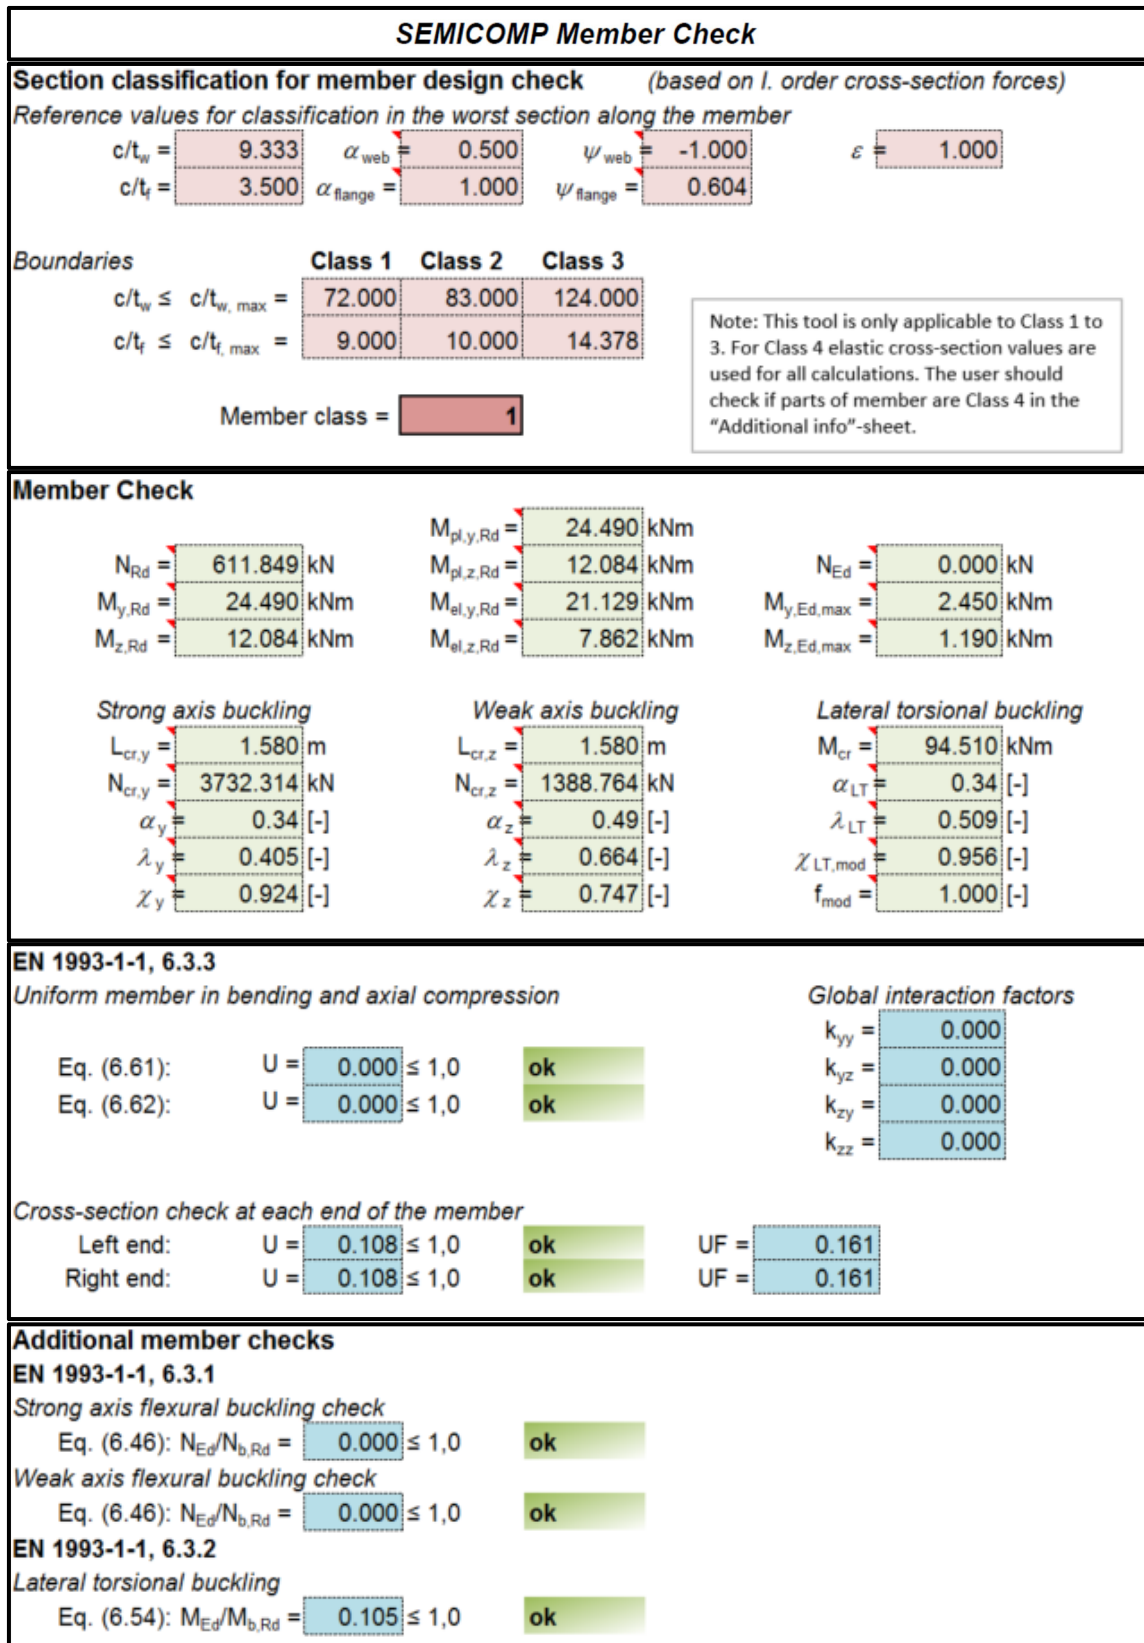 SEMICOMP Member Check
Section classification for member design check (based on I. order cross-section forces)
Reference values for classification in the worst section along the member
c/tw = 9.333 α web = 0.500 ψ web = -1.000 ε = 1.000
c/tf = 3.500 α flange = 1.000 ψ flange = 0.604
Boundaries Class 1 Class 2 Class 3
c/tw ≤ c/tw, max = 72.000 83.000 124.000
c/tf ≤ c/tf, max = 9.000 10.000 14.378
Note: This tool is only applicable to Class 1 to
3. For Class 4 elastic cross-section values are
used for all calculations. The user should
check if parts of member are Class 4 in the
“Additional info”-sheet.
Member class = 1
Member Check
Mpl,y,Rd = 24.490 kNm
NRd = 611.849 kN Mpl,z,Rd = 12.084 kNm NEd = 0.000 kN
My,Rd = 24.490 kNm Mel,y,Rd = 21.129 kNm My,Ed,max = 2.450 kNm
Mz,Rd = 12.084 kNm Mel,z,Rd = 7.862 kNm Mz,Ed,max = 1.190 kNm
Strong axis buckling Weak axis buckling Lateral torsional buckling
Lcr,y = 1.580 m Lcr,z = 1.580 m Mcr = 94.510 kNm
Ncr,y = 3732.314 kN Ncr,z = 1388.764 kN α LT = 0.34 [-]
α y = 0.34 [-] α z = 0.49 [-] λ LT = 0.509 [-]
λ y = 0.405 [-] λ z = 0.664 [-] χ LT,mod = 0.956 [-]
χ y = 0.924 [-] χ z = 0.747 [-] fmod = 1.000 [-]
EN 1993-1-1, 6.3.3
Uniform member in bending and axial compression Global interaction factors
kyy = 0.000
Eq. (6.61): U = 0.000 ≤ 1,0 ok kyz = 0.000
Eq. (6.62): U = 0.000 ≤ 1,0 ok kzy = 0.000
kzz = 0.000
Cross-section check at each end of the member
Left end: U = 0.108 ≤ 1,0 ok UF = 0.161
Right end: U = 0.108 ≤ 1,0 ok UF = 0.161
Additional member checks
EN 1993-1-1, 6.3.1
Strong axis flexural buckling check
Eq. (6.46): NEd/Nb,Rd = 0.000 ≤ 1,0 ok
Weak axis flexural buckling check
Eq. (6.46): NEd/Nb,Rd = 0.000 ≤ 1,0 ok
EN 1993-1-1, 6.3.2
Lateral torsional buckling
Eq. (6.54): MEd/Mb,Rd = 0.105 ≤ 1,0 ok